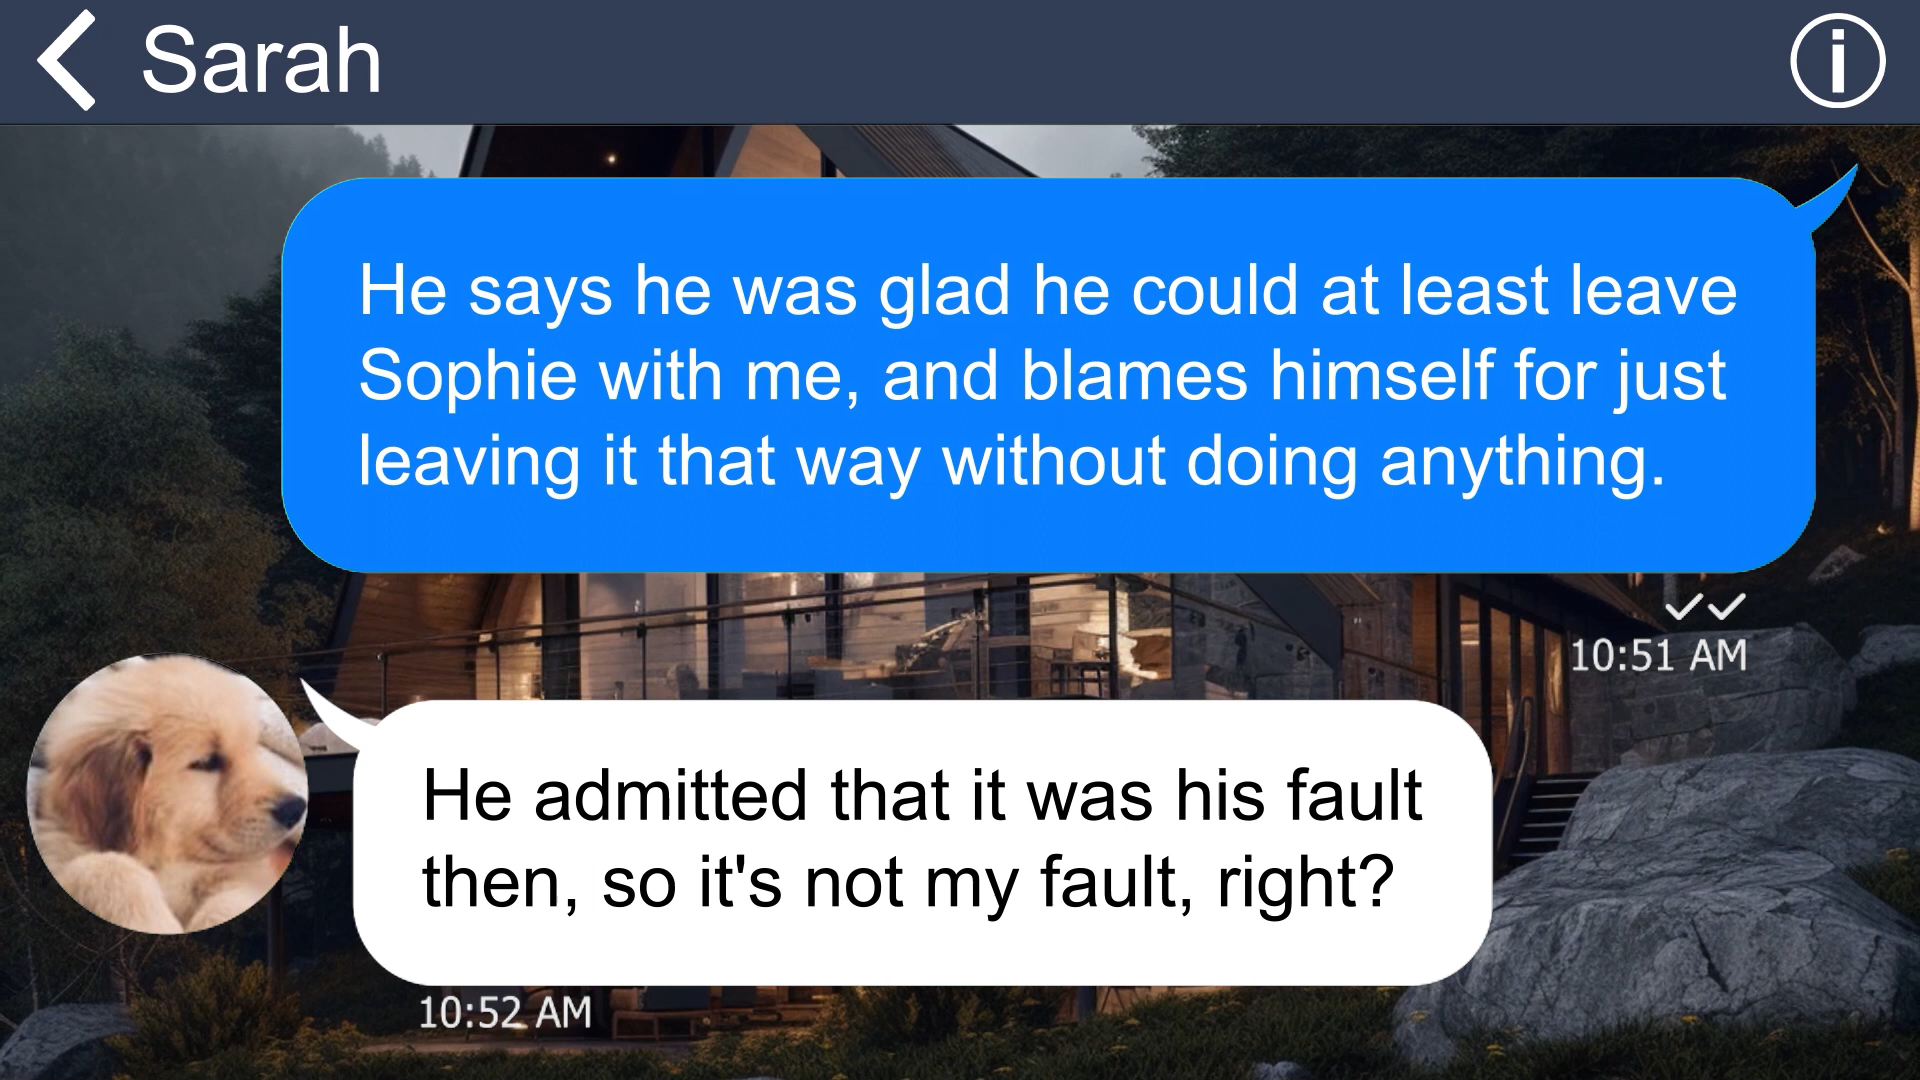 Sarah
He says he was glad he could at least leave
Sophie with me, and blames himself for just
leaving it that way without doing anything.
10:51 AM
He admitted that it was his fault
then, so it's not my fault, right?
10:52 AM